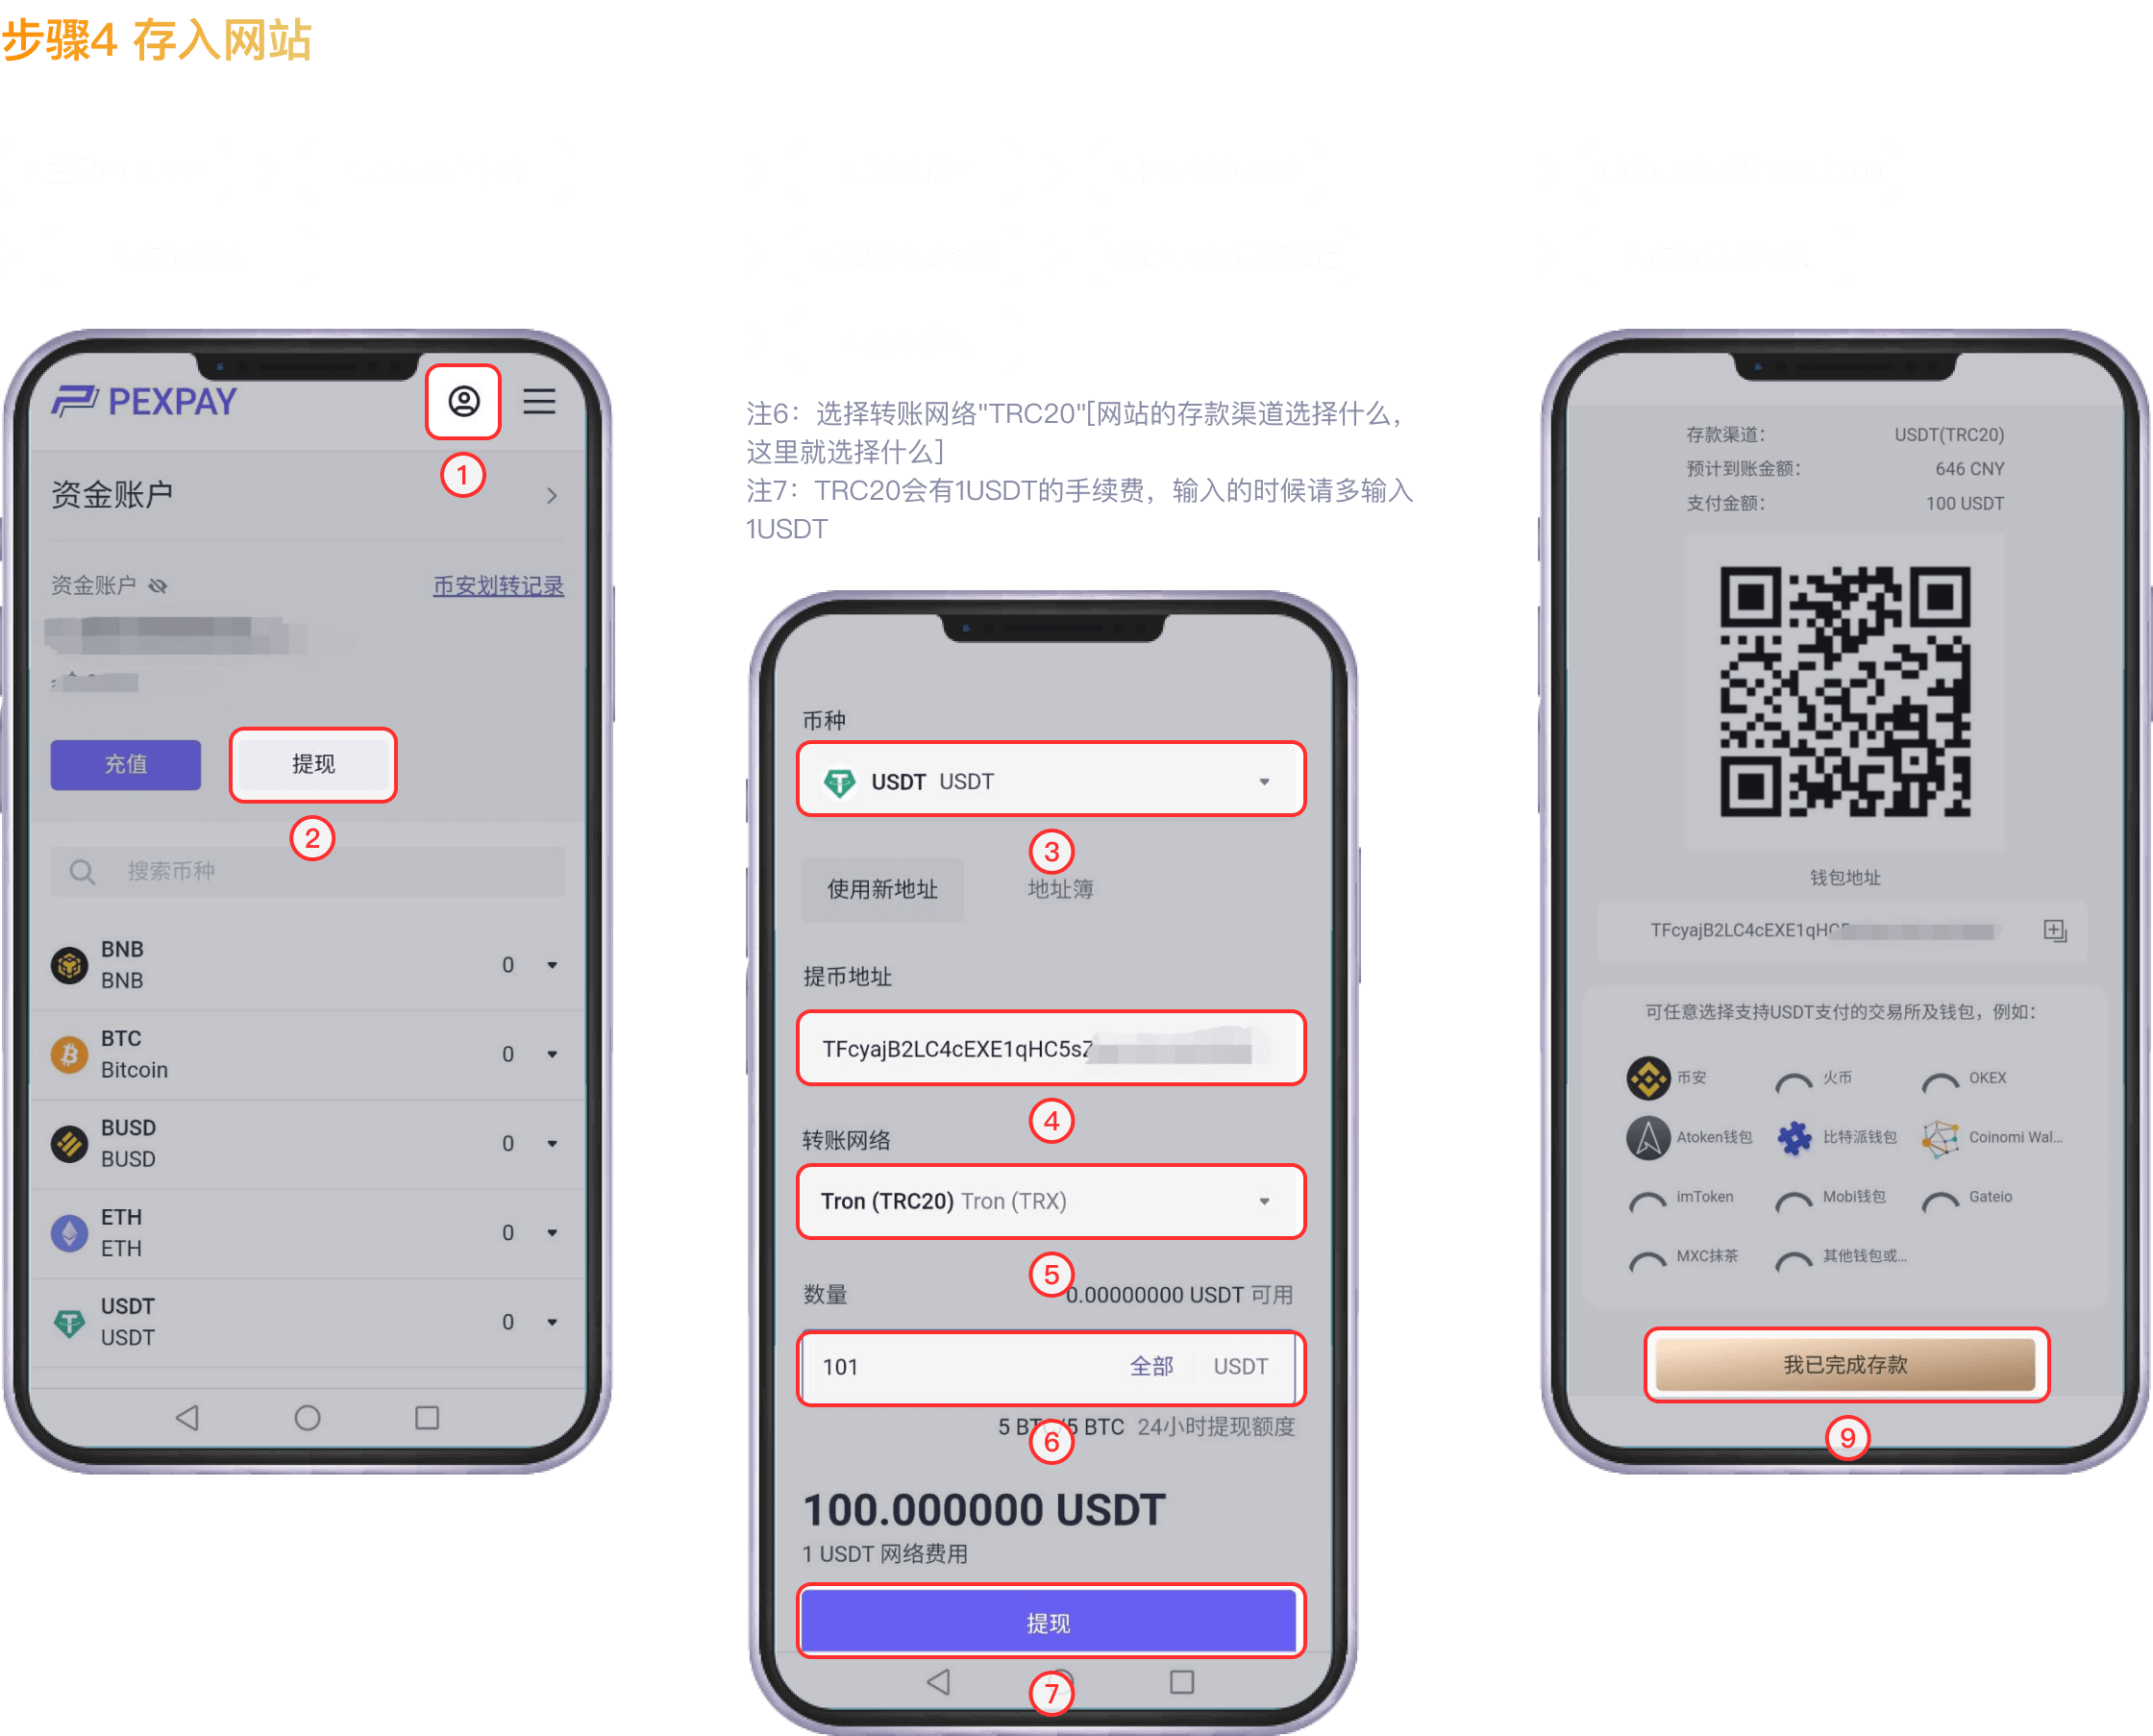 步骤4 存入网站
PEXPAY
①
资金账户
资金账户
币安划转记录
充值
提现
②
搜索币种
BNB
BNB
0
BTC
Bitcoin
0
BUSD
BUSD
0
ETH
ETH
0
USDT
USDT
0
注6：选择转账网络"TRC20"[网站的存款渠道选择什么，
这里就选择什么]
注7：TRC20会有1USDT的手续费，输入的时候请多输入
1USDT
币种
USDT USDT
③
使用新地址
地址簿
提币地址
TFcyajB2LC4cEXE1qHC5sZ
④
转账网络
Tron (TRC20) Tron (TRX)
⑤
数量
0.00000000 USDT 可用
101
全部
USDT
5 BTC/5 BTC 24小时提现额度
⑥
100.000000 USDT
1 USDT 网络费用
提现
⑦
存款渠道：
USDT(TRC20)
预计到账金额：
646 CNY
支付金额：
100 USDT
钱包地址
TFcyajB2LC4cEXE1qHC
可任意选择支持USDT支付的交易所及钱包，例如：
币安
火币
OKEX
Atoken钱包
比特派钱包
Coinomi Wal...
imToken
Mobi钱包
Gateio
MXC抹茶
其他钱包或...
我已完成存款
⑨